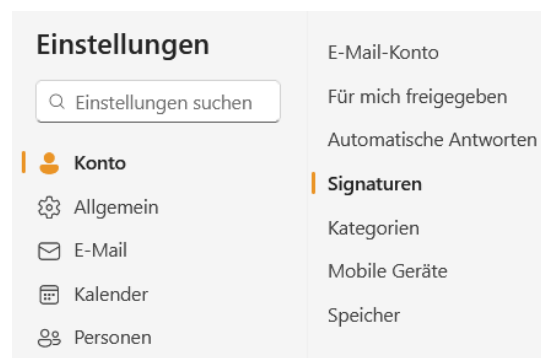 Einstellungen
Einstellungen suchen
Konto
Allgemein
E-Mail
Kalender
Personen
E-Mail-Konto
Für mich freigegeben
Automatische Antworten
Signaturen
Kategorien
Mobile Geräte
Speicher